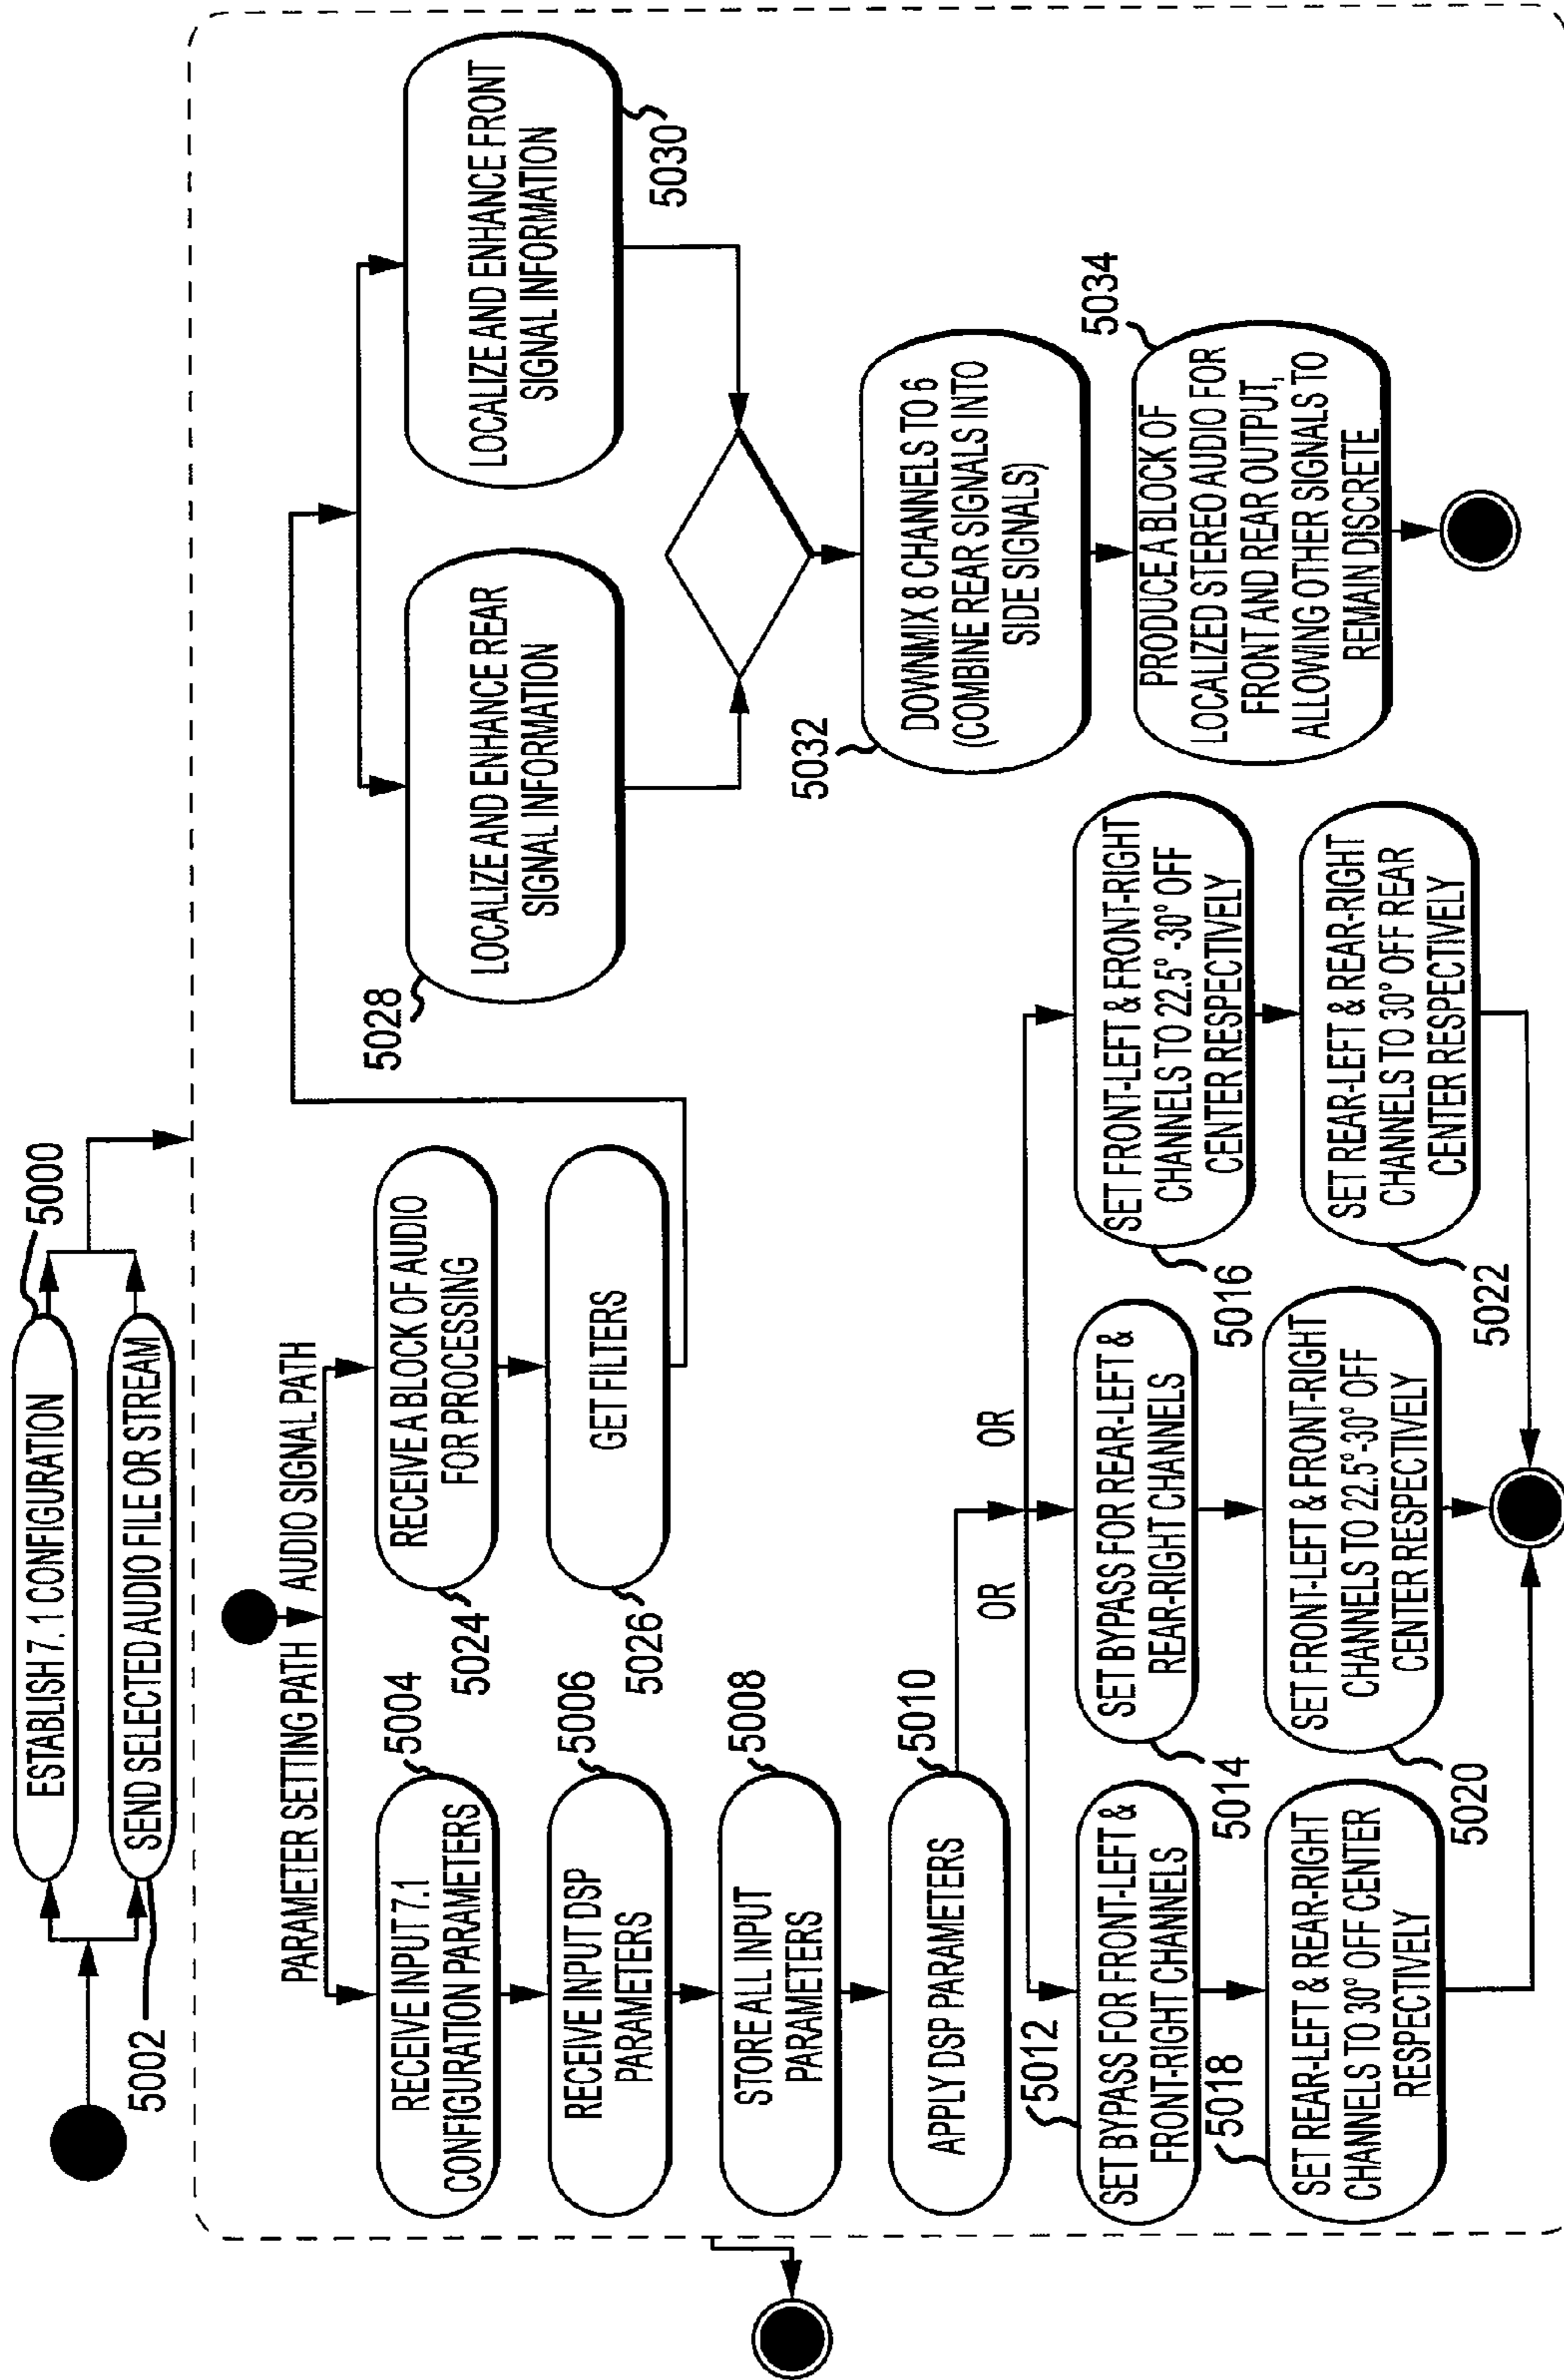 ESTABLISH 7.1 CONFIGURATION
5000
SEND SELECTED AUDIO FILE OR STREAM
5002
PARAMETER SETTING PATH
AUDIO SIGNAL PATH
RECEIVE INPUT 7.1
CONFIGURATION PARAMETERS
5004
RECEIVE INPUT DSP
PARAMETERS
5006
STORE ALL INPUT
PARAMETERS
5008
APPLY DSP PARAMETERS
5010
OR
OR
5012
SET BYPASS FOR FRONT-LEFT &
FRONT-RIGHT CHANNELS
5018
SET REAR-LEFT & REAR-RIGHT
CHANNELS TO 30° OFF CENTER
RESPECTIVELY
SET BYPASS FOR REAR-LEFT &
REAR-RIGHT CHANNELS
5014
SET FRONT-LEFT & FRONT-RIGHT
CHANNELS TO 22.5°-30° OFF
CENTER RESPECTIVELY
5020
SET FRONT-LEFT & FRONT-RIGHT
CHANNELS TO 22.5°-30° OFF
CENTER RESPECTIVELY
5016
SET REAR-LEFT & REAR-RIGHT
CHANNELS TO 30° OFF REAR
CENTER RESPECTIVELY
5022
RECEIVE A BLOCK OF AUDIO
FOR PROCESSING
5024
GET FILTERS
5026
LOCALIZE AND ENHANCE REAR
SIGNAL INFORMATION
5028
LOCALIZE AND ENHANCE FRONT
SIGNAL INFORMATION
5030
DOWNMIX 8 CHANNELS TO 6
(COMBINE REAR SIGNALS INTO
SIDE SIGNALS)
5032
PRODUCE A BLOCK OF
LOCALIZED STEREO AUDIO FOR
FRONT AND REAR OUTPUT,
ALLOWING OTHER SIGNALS TO
REMAIN DISCRETE
5034